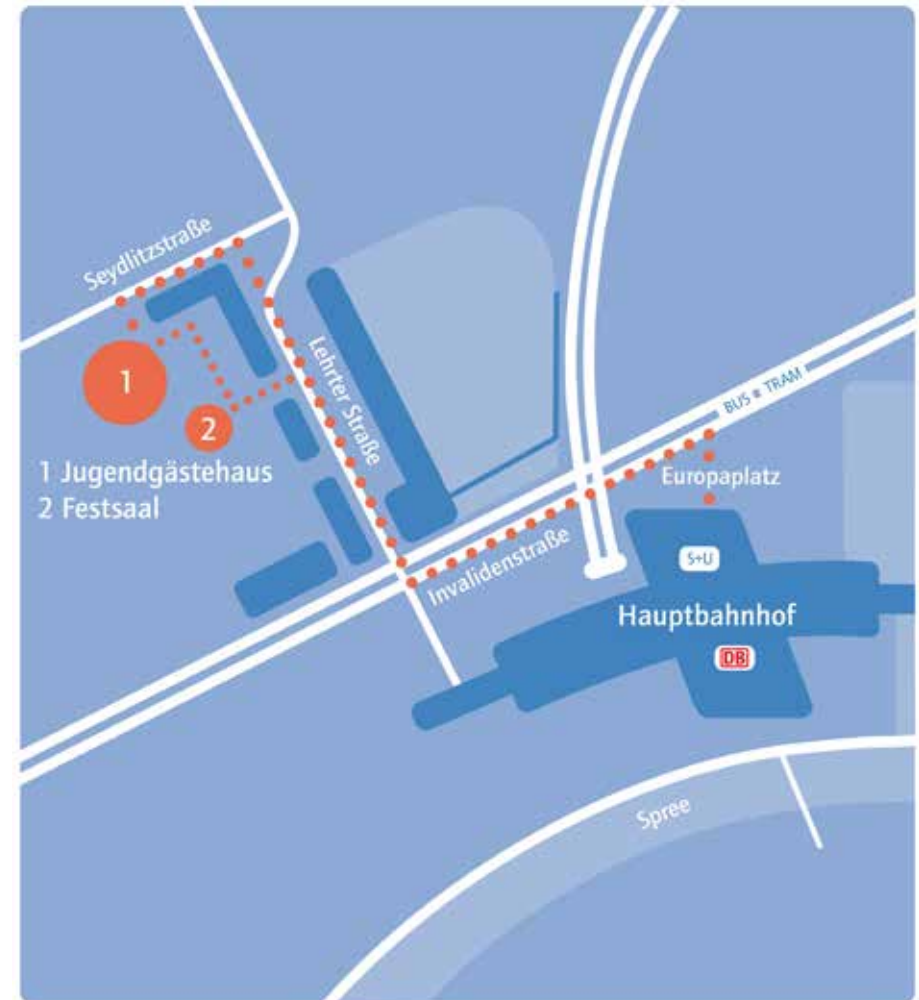 Seydlitzstraße
Lehrter Straße
1
2
1 Jugendgästehaus
2 Festsaal
BUS TRAM
Europaplatz
Invalidenstraße
S+U
Hauptbahnhof
DB
Spree